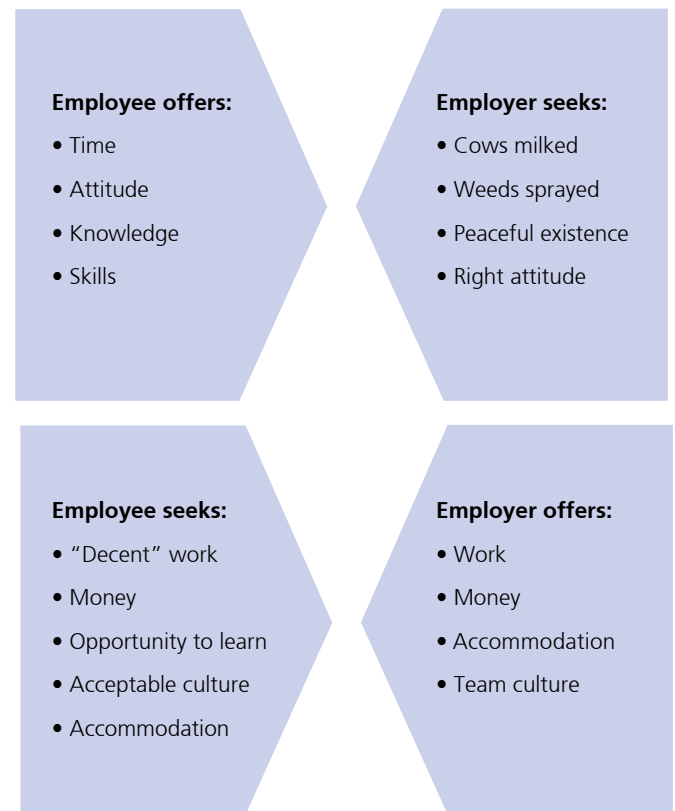 Employee offers:
• Time
• Attitude
• Knowledge
• Skills
Employer seeks:
• Cows milked
• Weeds sprayed
• Peaceful existence
• Right attitude
Employee seeks:
• “Decent” work
• Money
• Opportunity to learn
• Acceptable culture
• Accommodation
Employer offers:
• Work
• Money
• Accommodation
• Team culture